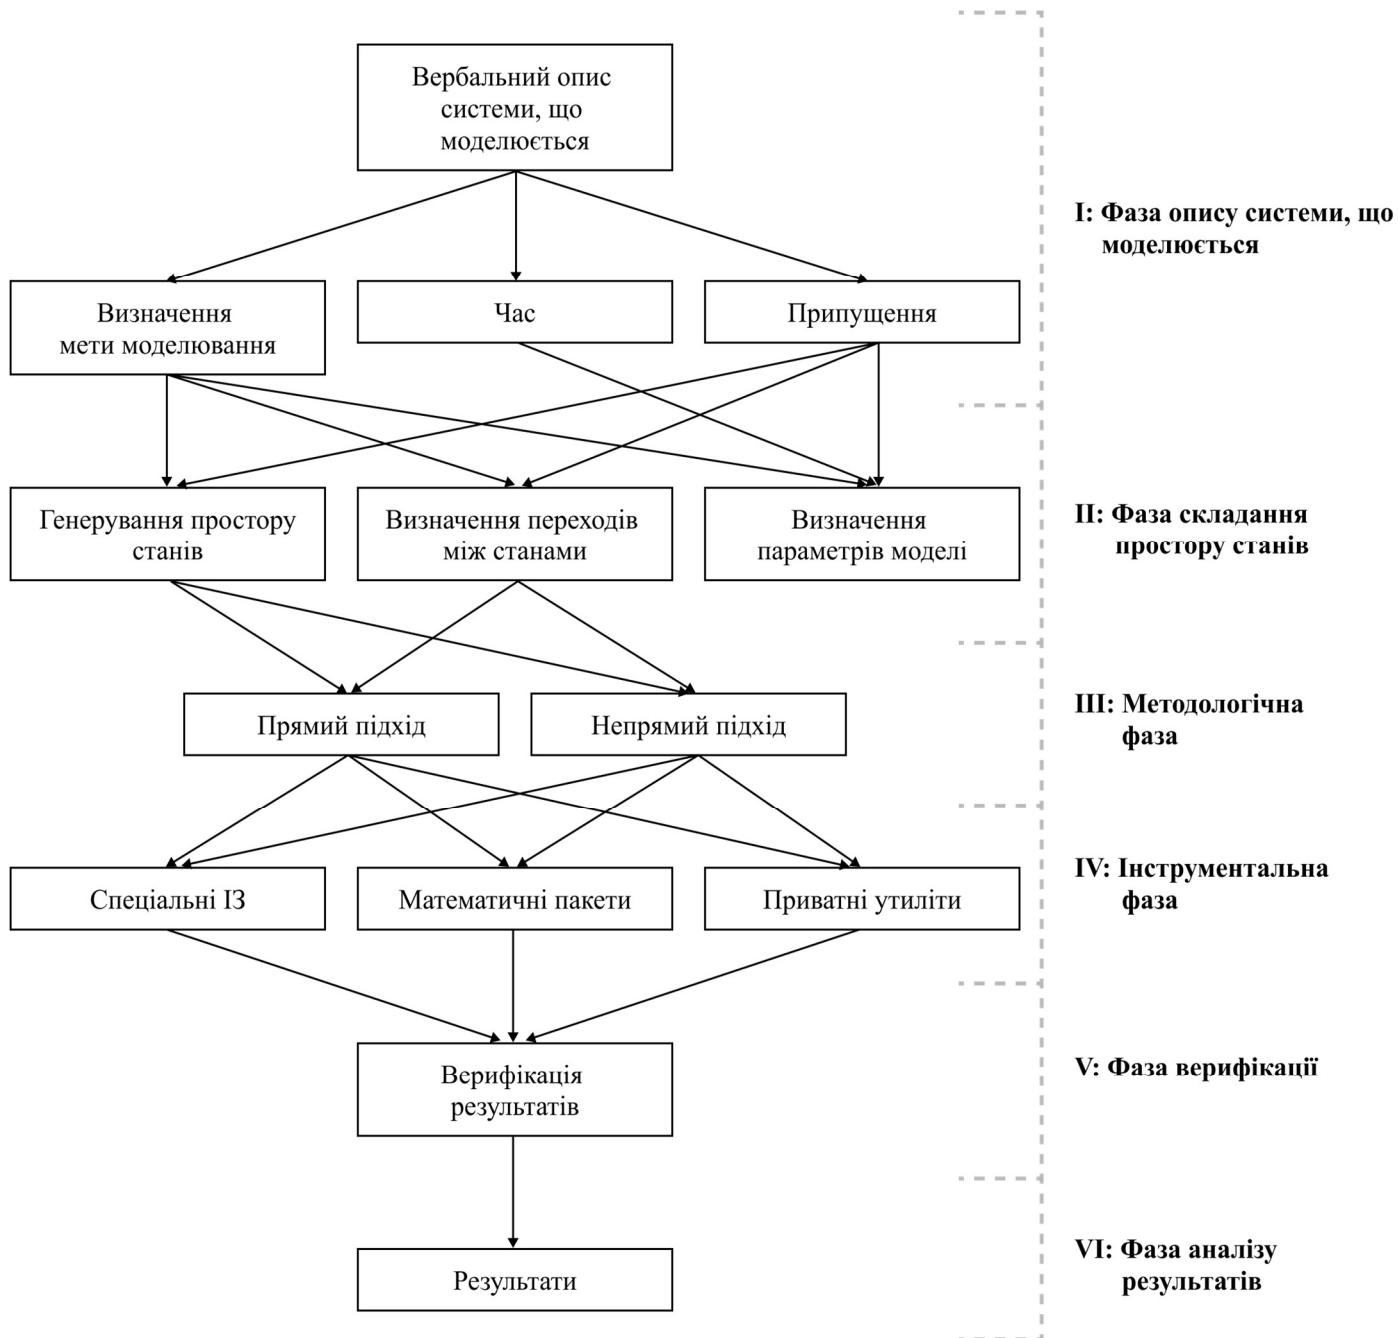 Вербальний опис
системи, що
моделюється
І: Фаза опису системи, що
моделюється
Визначення
мети моделювання
Час
Припущення
Генерування простору
станів
Визначення переходів
між станами
Визначення
параметрів моделі
ІІ: Фаза складання
простору станів
Прямий підхід
Непрямий підхід
ІІІ: Методологічна
фаза
Спеціальні ІЗ
Математичні пакети
Приватні утиліти
IV: Інструментальна
фаза
Верифікація
результатів
V: Фаза верифікації
Результати
VI: Фаза аналізу
результатів